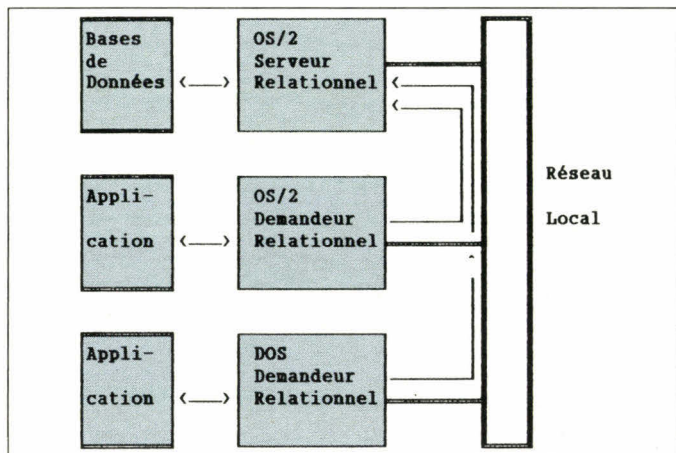 Bases
de
Données
OS/2
Serveur
Relationnel
Appli-
cation
OS/2
Demandeur
Relationnel
Réseau
Local
Appli-
cation
DOS
Demandeur
Relationnel